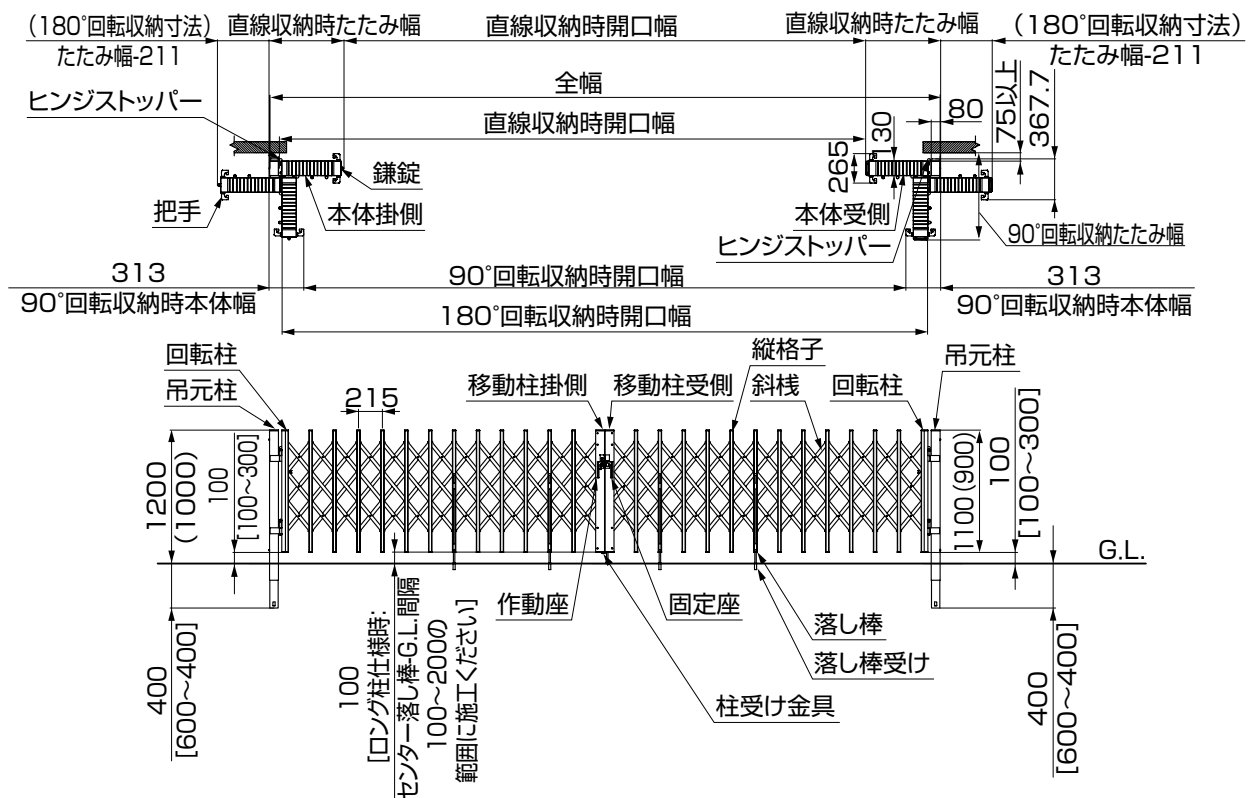 (180°回転収納寸法)
たたみ幅-211
直線収納時たたみ幅
直線収納時開口幅
直線収納時たたみ幅
(180°回転収納寸法)
たたみ幅-211
全幅
ヒンジストッパー
直線収納時開口幅
80
75以上
367.7
130
265
鎌錠
把手
本体掛側
本体受側
ヒンジストッパー
90°回転収納たたみ幅
313
90°回転収納時本体幅
90°回転収納時開口幅
313
90°回転収納時本体幅
180°回転収納時開口幅
回転柱
吊元柱
215
移動柱掛側
移動柱受側
縦格子
斜桟
回転柱
吊元柱
1200
(1000)
100
[100~300]
1100(900)
100
[100~300]
G.L.
作動座
固定座
落し棒
落し棒受け
柱受け金具
400
[600~400]
100
[ロング柱仕様時:
センター落し棒-G.L.間隔
100~200の
範囲に施工ください]
400
[600~400]